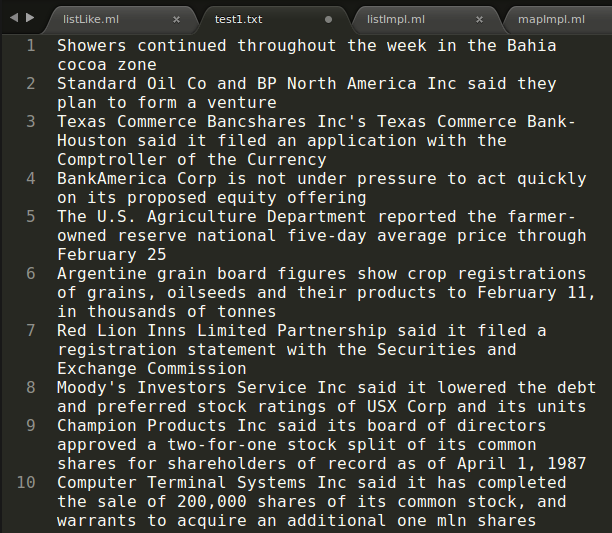 listLike.ml × test1.txt listImpl.ml × mapImpl.ml
1 Showers continued throughout the week in the Bahia
cocoa zone
2 Standard Oil Co and BP North America Inc said they
plan to form a venture
3 Texas Commerce Bancshares Inc's Texas Commerce Bank-
Houston said it filed an application with the
Comptroller of the Currency
4 BankAmerica Corp is not under pressure to act quickly
on its proposed equity offering
5 The U.S. Agriculture Department reported the farmer-
owned reserve national five-day average price through
February 25
6 Argentine grain board figures show crop registrations
of grains, oilseeds and their products to February 11,
in thousands of tonnes
7 Red Lion Inns Limited Partnership said it filed a
registration statement with the Securities and
Exchange Commission
8 Moody's Investors Service Inc said it lowered the debt
and preferred stock ratings of USX Corp and its units
9 Champion Products Inc said its board of directors
approved a two-for-one stock split of its common
shares for shareholders of record as of April 1, 1987
10 Computer Terminal Systems Inc said it has completed
the sale of 200,000 shares of its common stock, and
warrants to acquire an additional one mln shares